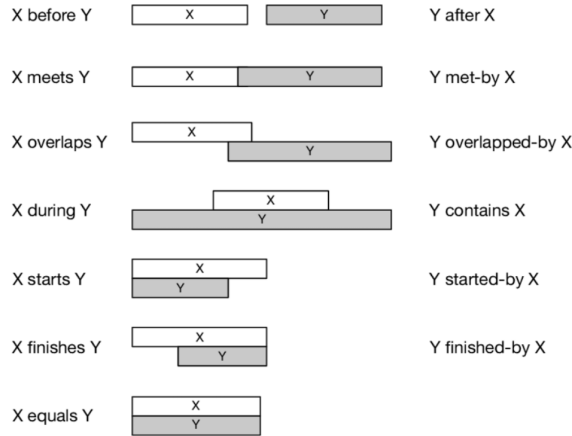 X before Y X Y Y after X
X meets Y X Y Y met-by X
X overlaps Y X Y Y overlapped-by X
X during Y X Y Y contains X
X starts Y X Y Y started-by X
X finishes Y X Y Y finished-by X
X equals Y X Y